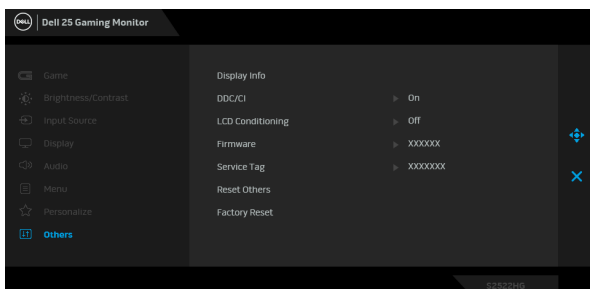 DELL
Dell 25 Gaming Monitor
Game
Brightness/Contrast
Input Source
Display
Audio
Menu
Personalize
Others
Display Info
DDC/CI On
LCD Conditioning Off
Firmware XXXXXX
Service Tag XXXXXXX
Reset Others
Factory Reset
S2522HG